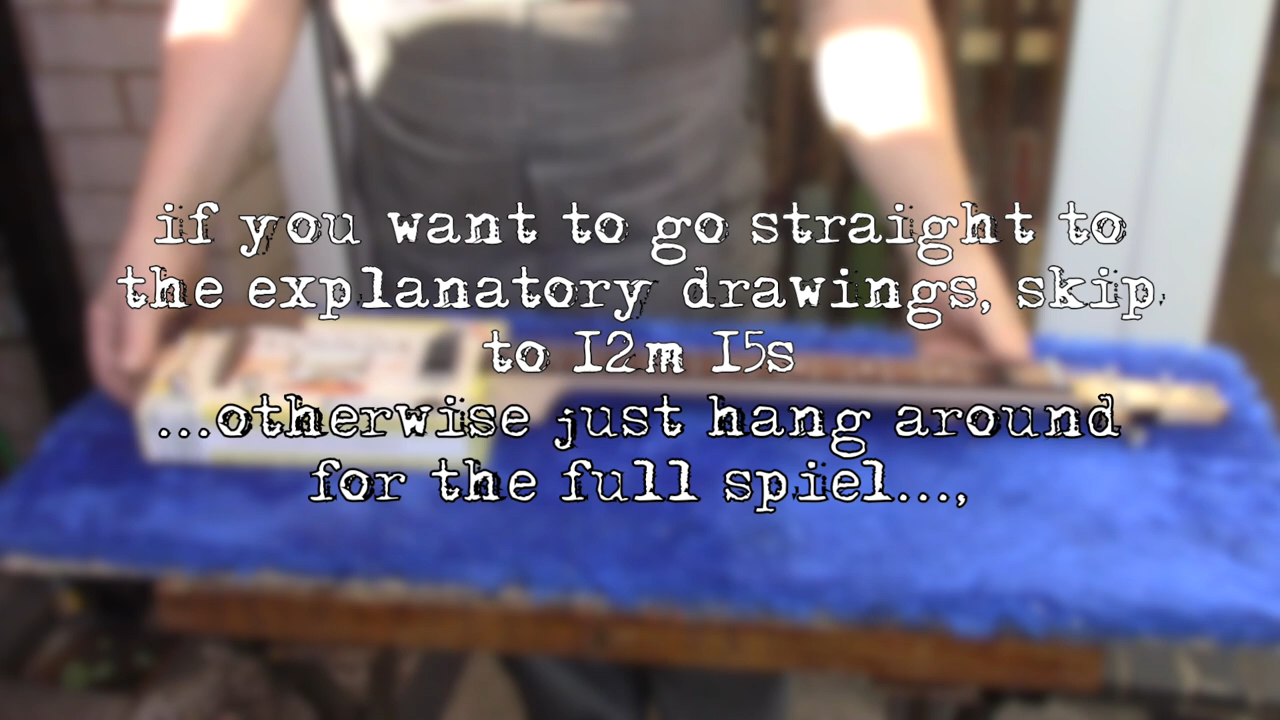 if you want to go straight to
the explanatory drawings, skip
to 12m 15s
...otherwise just hang around
for the full spiel...,